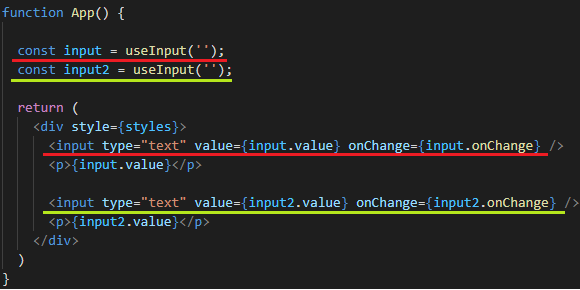 function App() {
const input = useInput('');
const input2 = useInput('');
return (
<div style={styles}>
<input type="text" value={input.value} onChange={input.onChange} />
<p>{input.value}</p>
<input type="text" value={input2.value} onChange={input2.onChange} />
<p>{input2.value}</p>
</div>
)
}